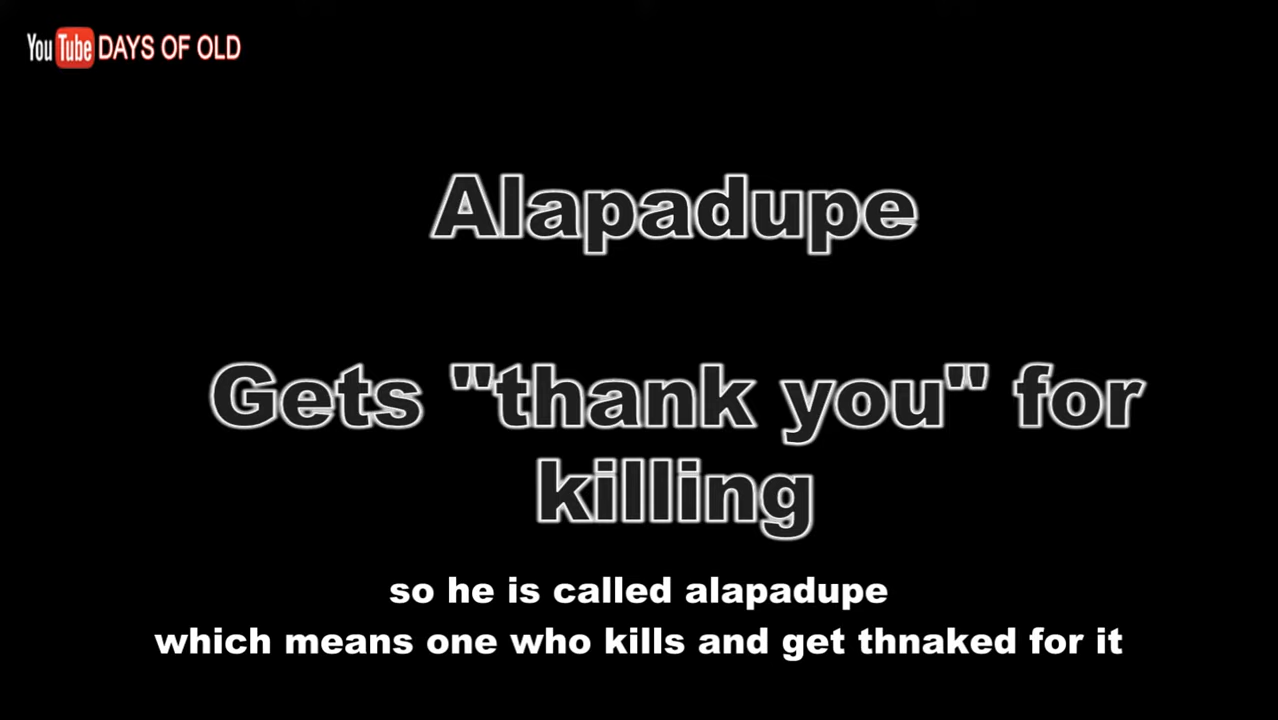 YouTube DAYS OF OLD
Alapadupe
Gets "thank you" for
killing
so he is called alapadupe
which means one who kills and get thnaked for it